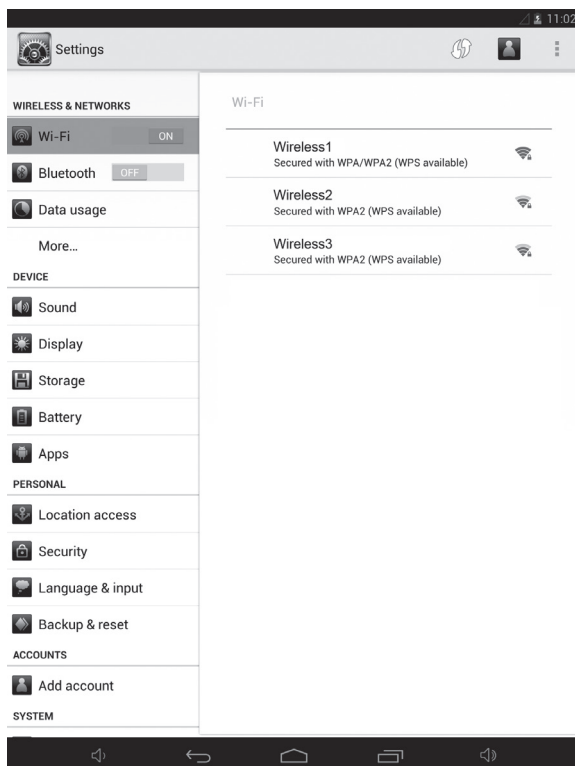 11:02
Settings
WIRELESS & NETWORKS
Wi-Fi ON
Bluetooth OFF
Data usage
More...
DEVICE
Sound
Display
Storage
Battery
Apps
PERSONAL
Location access
Security
Language & input
Backup & reset
ACCOUNTS
Add account
SYSTEM
Wi-Fi
Wireless1
Secured with WPA/WPA2 (WPS available)
Wireless2
Secured with WPA2 (WPS available)
Wireless3
Secured with WPA2 (WPS available)